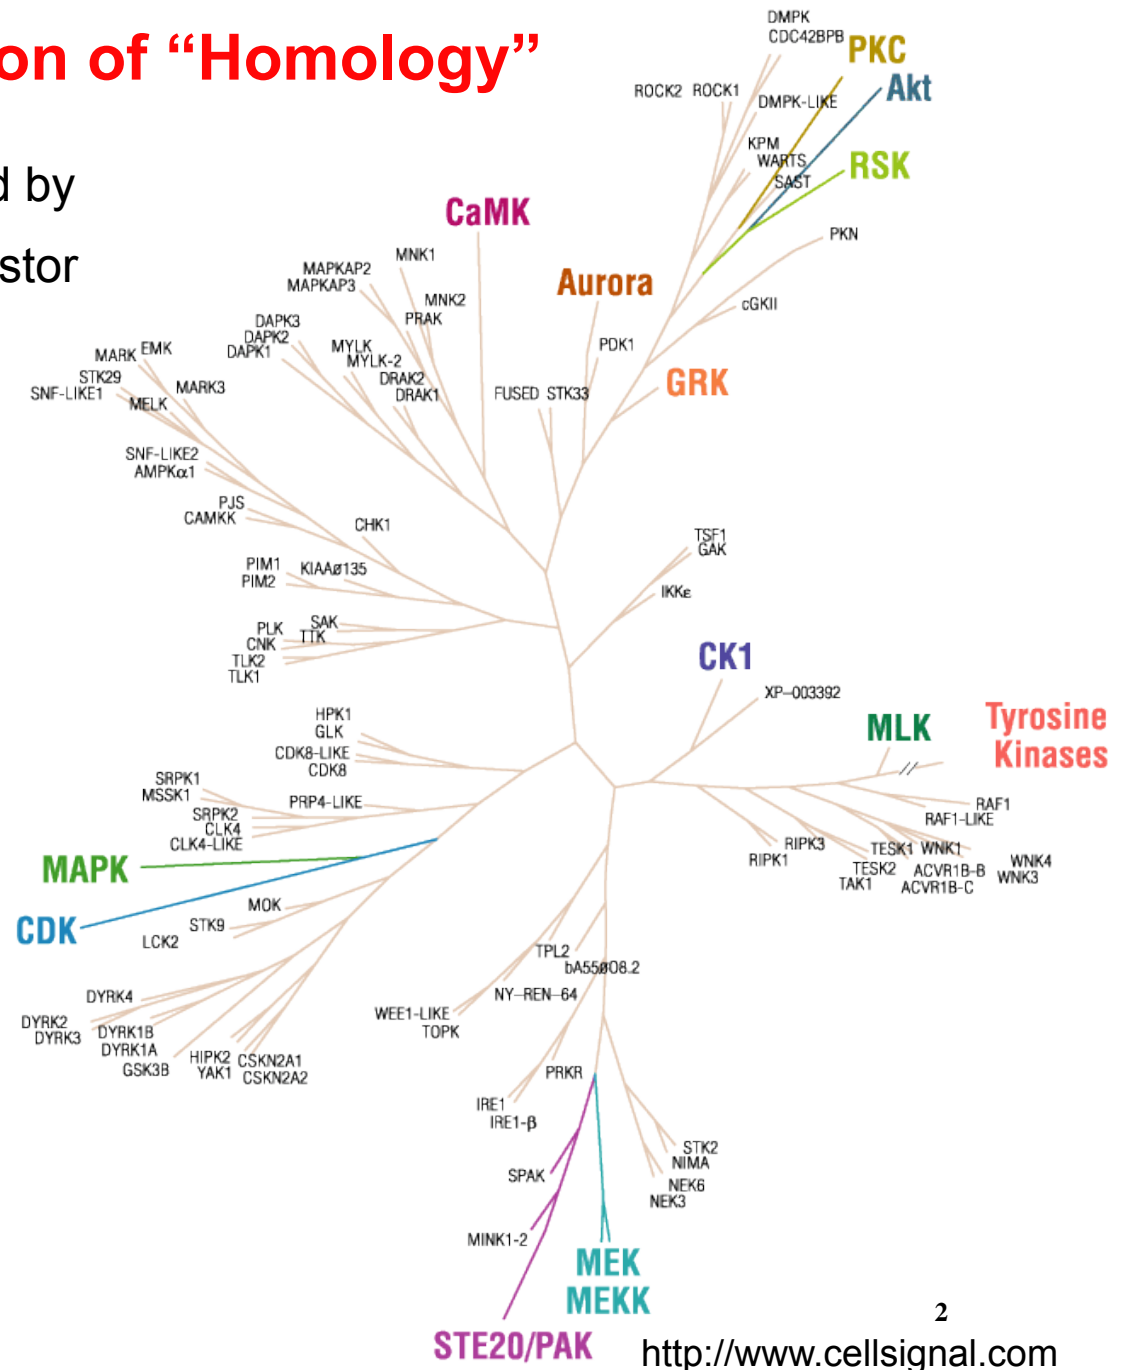 on of “Homology”
d by
stor
DMPK
CDC42BPB
PKC
Akt
ROCK2 ROCK1
DMPK-LIKE
KPM
WARTS
SAST
RSK
PKN
cGKII
CaMK
MNK1
MAPKAP2
MAPKAP3
MNK2
PRAK
Aurora
PDK1
GRK
FUSED STK33
DAPK3
DAPK2
DAPK1
MYLK
MYLK-2
DRAK2
DRAK1
MARK EMK
STK29
SNF-LIKE1
MARK3
MELK
SNF-LIKE2
AMPKα1
PJS
CAMKK
CHK1
PIM1
PIM2
KIAAø135
SAK
PLK
TTK
CNK
TLK2
TLK1
TSF1
GAK
IKKε
CK1
XP–003392
MLK
Tyrosine
Kinases
RAF1
RAF1-LIKE
RIPK3
RIPK1
TESK1 WNK1
TESK2
TAK1
ACVR1B-B
ACVR1B-C
WNK4
WNK3
HPK1
GLK
CDK8-LIKE
CDK8
SRPK1
MSSK1
PRP4-LIKE
SRPK2
CLK4
CLK4-LIKE
MAPK
CDK
MOK
STK9
LCK2
DYRK4
DYRK2
DYRK3
DYRK1B
DYRK1A
GSK3B
HIPK2
YAK1
CSKN2A1
CSKN2A2
TPL2
bA55øO8.2
NY–REN–64
WEE1-LIKE
TOPK
PRKR
IRE1
IRE1-β
STK2
NIMA
NEK6
NEK3
SPAK
MINK1-2
MEK
MEKK
STE20/PAK
2
http://www.cellsignal.com